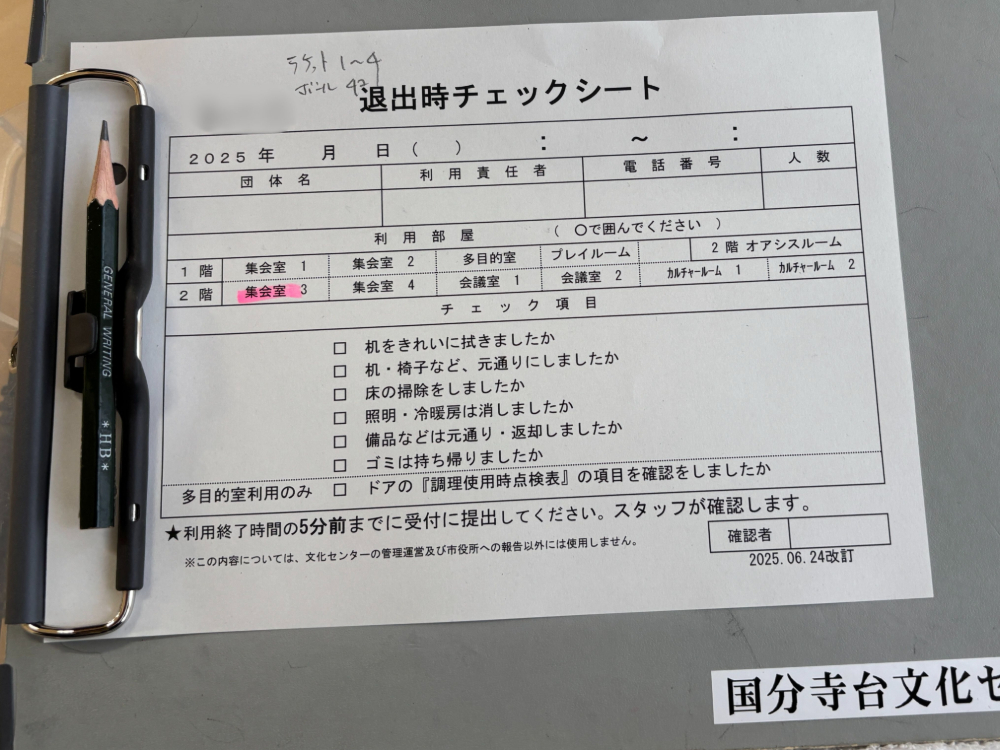 ラケット 1～4
ボール 4コ
退出時チェックシート
2025 年 月 日 ( ) : ～ :
団体名 利用責任者 電話番号 人数
利用部屋 ( 〇で囲んでください )
1階 集会室 1 集会室 2 多目的室 プレイルーム 2階 オアシスルーム
2階 集会室 3 集会室 4 会議室 1 会議室 2 カルチャールーム 1 カルチャールーム 2
チェック項目
□ 机をきれいに拭きましたか
□ 机・椅子など、元通りにしましたか
□ 床の掃除をしましたか
□ 照明・冷暖房は消しましたか
□ 備品などは元通り・返却しましたか
□ ゴミは持ち帰りましたか
多目的室利用のみ □ ドアの『調理使用時点検表』の項目を確認をしましたか
★利用終了時間の5分前までに受付に提出してください。スタッフが確認します。
※この内容については、文化センターの管理運営及び市役所への報告以外には使用しません。
確認者
2025.06.24改訂
GENERAL WRITING *HB*
国分寺台文化セ